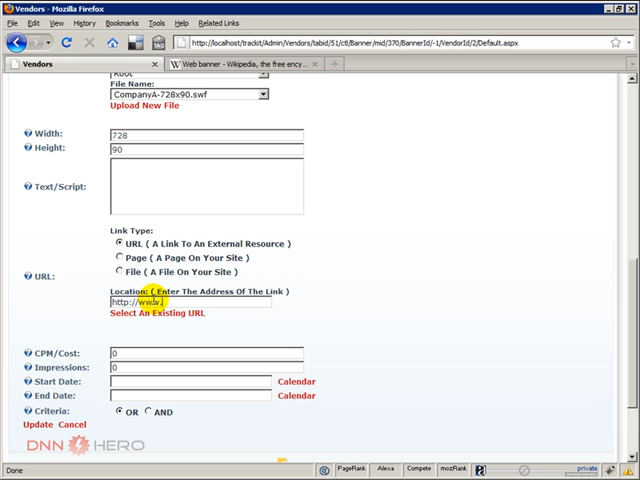 Vendors - Mozilla Firefox
File Edit View History Bookmarks Tools Help Related Links
http://localhost/trackit/Admin/Vendors/tabid/51/ctl/Banner/mid/370/BannerId/-1/VendorId/2/Default.aspx
Vendors
Web banner - Wikipedia, the free ency...
Root
File Name:
CompanyA-728x90.swf
Upload New File
Width: 728
Height: 90
Text/Script:
Link Type:
URL ( A Link To An External Resource )
Page ( A Page On Your Site )
URL:
File ( A File On Your Site )
Location: ( Enter The Address Of The Link )
http://www.
Select An Existing URL
CPM/Cost: 0
Impressions: 0
Start Date: Calendar
End Date: Calendar
Criteria: OR AND
Update Cancel
DNN HERO
Done PageRank Alexa Compete mozRank private